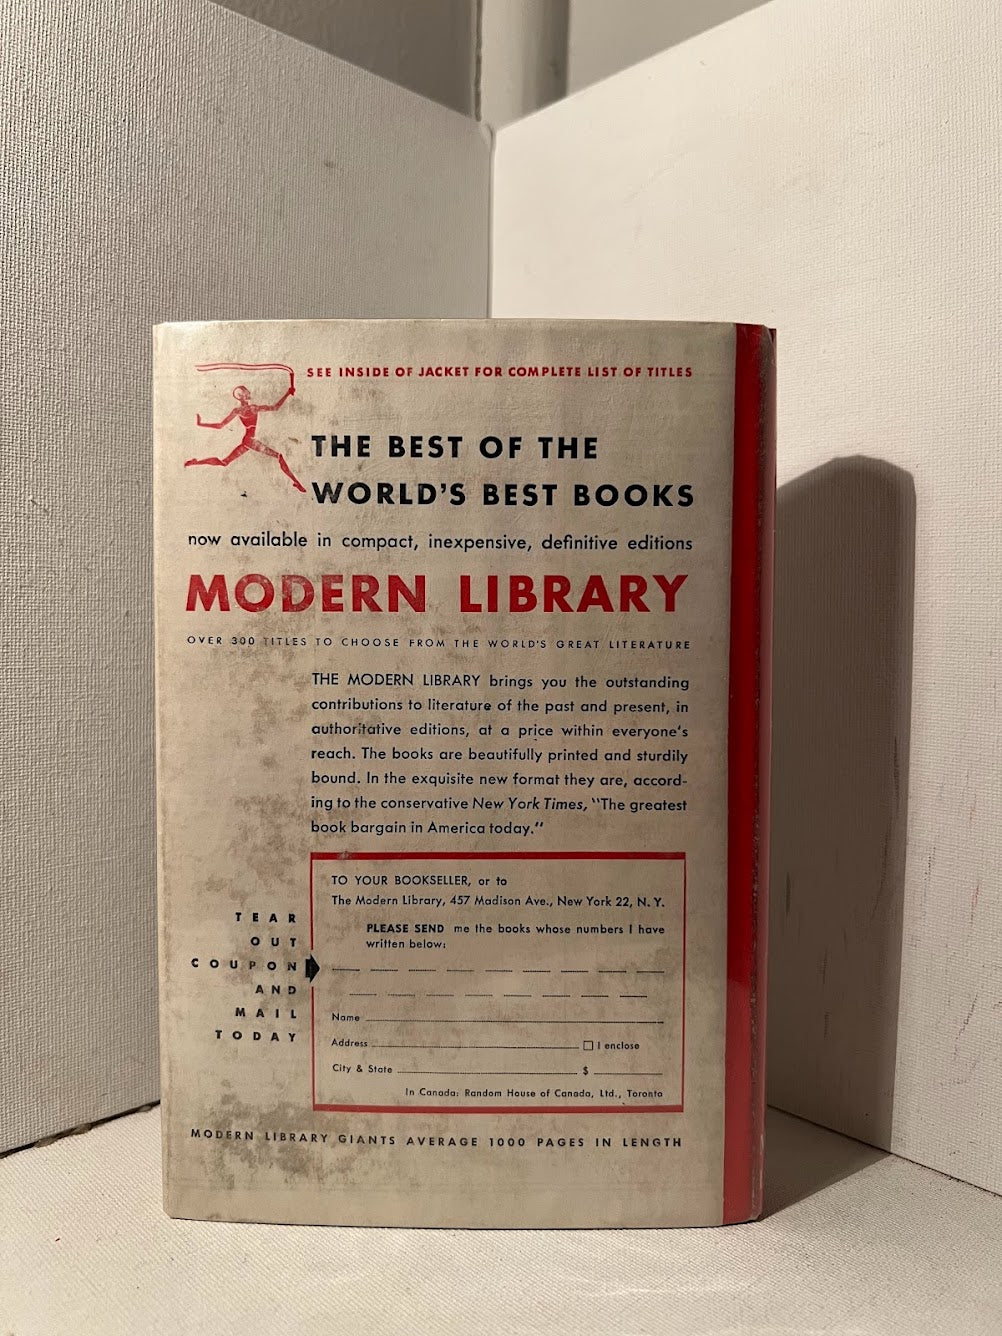 SEE INSIDE OF JACKET FOR COMPLETE LIST OF TITLES
THE BEST OF THE
WORLD'S BEST BOOKS
now available in compact, inexpensive, definitive editions
MODERN LIBRARY
OVER 300 TITLES TO CHOOSE FROM THE WORLD'S GREAT LITERATURE
THE MODERN LIBRARY brings you the outstanding
contributions to literature of the past and present, in
authoritative editions, at a price within everyone's
reach. The books are beautifully printed and sturdily
bound. In the exquisite new format they are, accord-
ing to the conservative New York Times, "The greatest
book bargain in America today."
TEAR
OUT
COUPON
AND
MAIL
TODAY
TO YOUR BOOKSELLER, or to
The Modern Library, 457 Madison Ave., New York 22, N. Y.
PLEASE SEND me the books whose numbers I have
written below:
Name
Address I enclose
City & State $
In Canada: Random House of Canada, Ltd., Toronto
MODERN LIBRARY GIANTS AVERAGE 1000 PAGES IN LENGTH